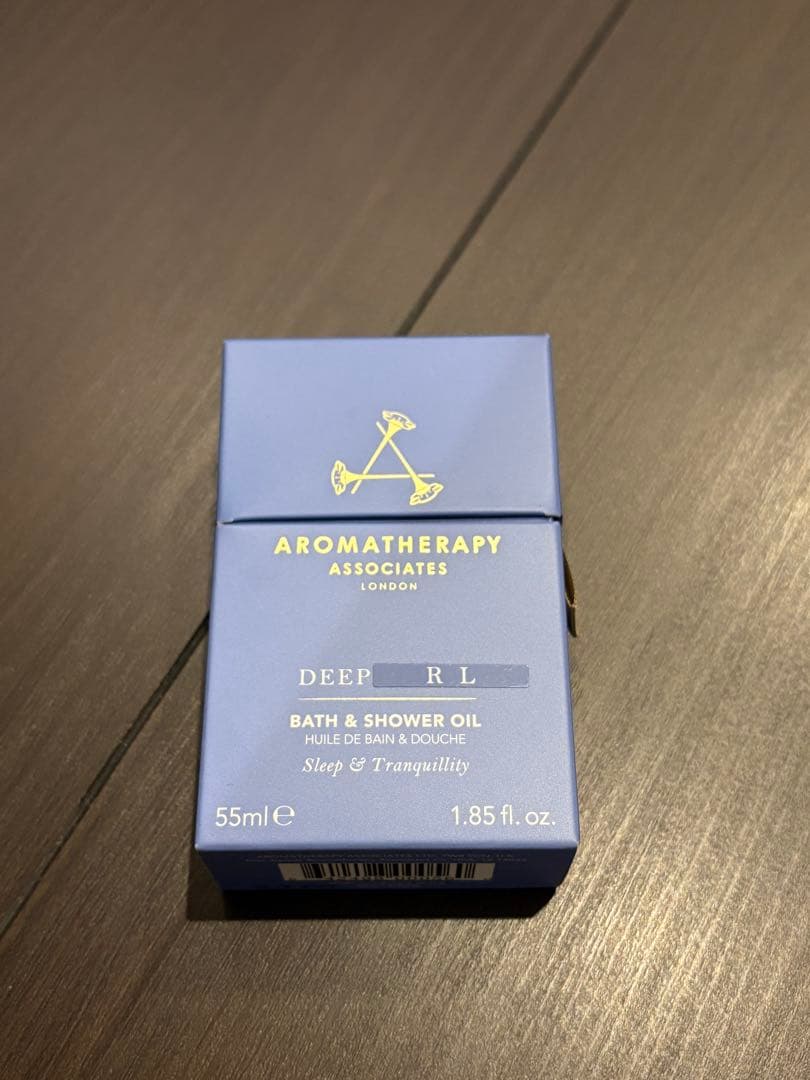 AROMATHERAPY
ASSOCIATES
LONDON
DEEP R L
BATH & SHOWER OIL
HUILE DE BAIN & DOUCHE
Sleep & Tranquillity
55ml ℮
1.85 fl. oz.